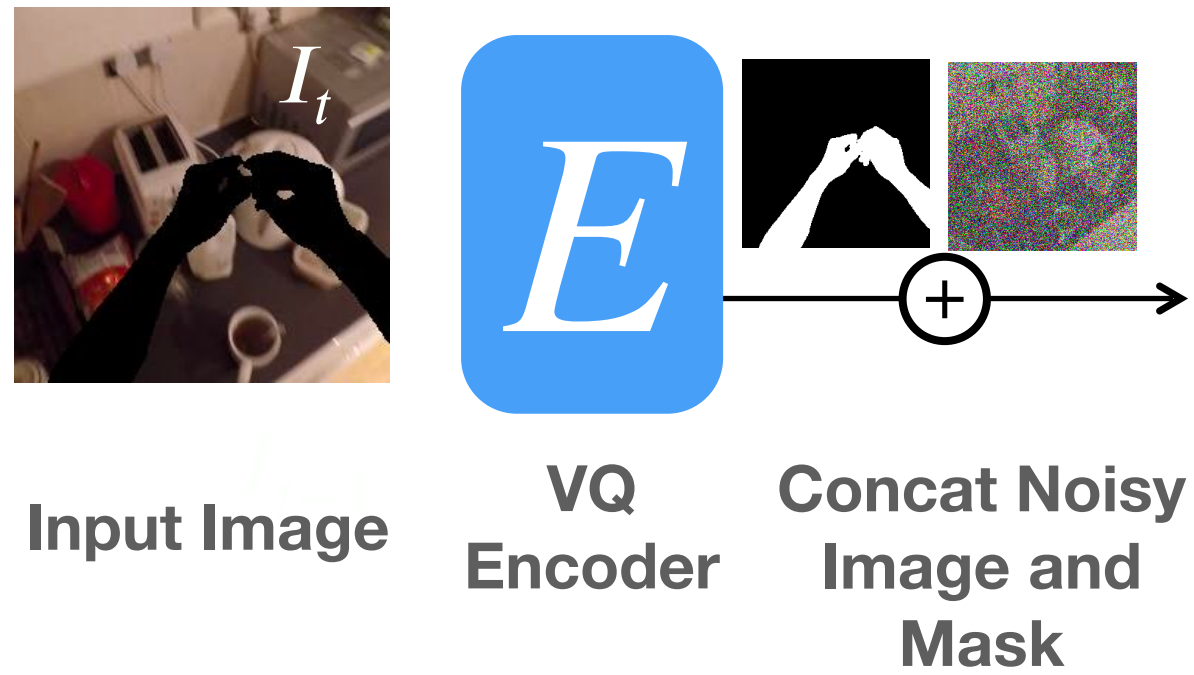 I_t
E
+
Input Image
VQ
Encoder
Concat Noisy
Image and
Mask